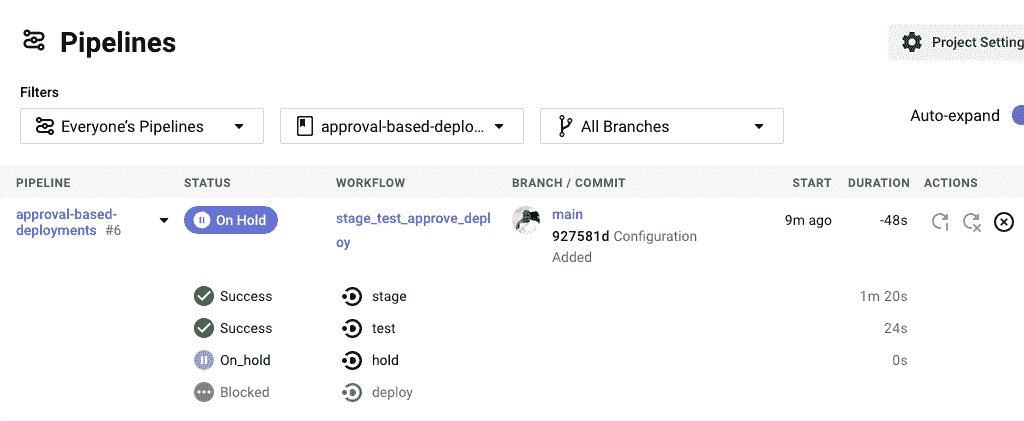 Pipelines
Project Setting
Filters
Everyone's Pipelines
approval-based-deplo...
All Branches
Auto-expand
PIPELINE STATUS WORKFLOW BRANCH / COMMIT START DURATION ACTIONS
approval-based-
deployments #6
On Hold
stage_test_approve_depl
oy
main
927581d Configuration
Added
9m ago
-48s
Success stage 1m 20s
Success test 24s
On_hold hold 0s
Blocked deploy